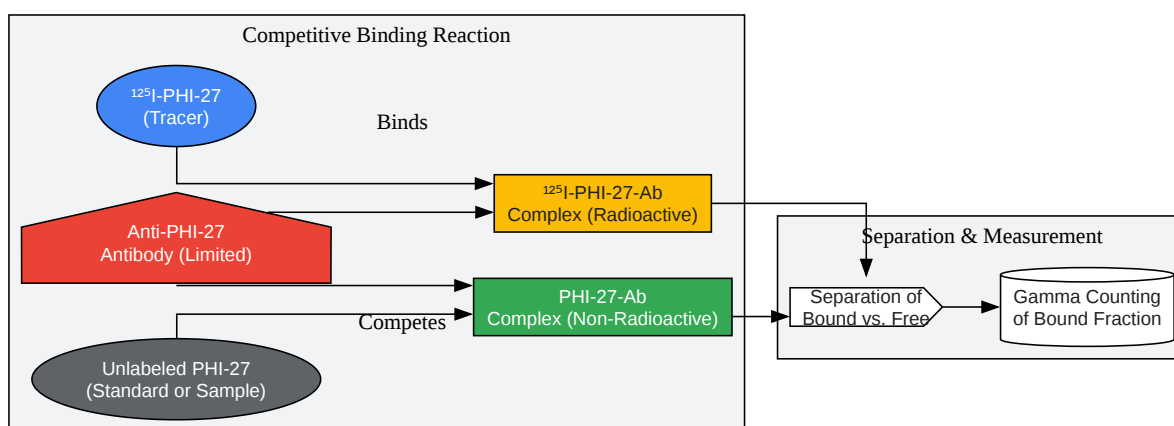 Competitive Binding Reaction
¹²⁵I-PHI-27
(Tracer)
Binds
¹²⁵I-PHI-27-Ab
Complex (Radioactive)
Anti-PHI-27
Antibody (Limited)
Separation & Measurement
PHI-27-Ab
Complex (Non-Radioactive)
Separation of
Bound vs. Free
Gamma Counting
of Bound Fraction
Competes
Unlabeled PHI-27
(Standard or Sample)